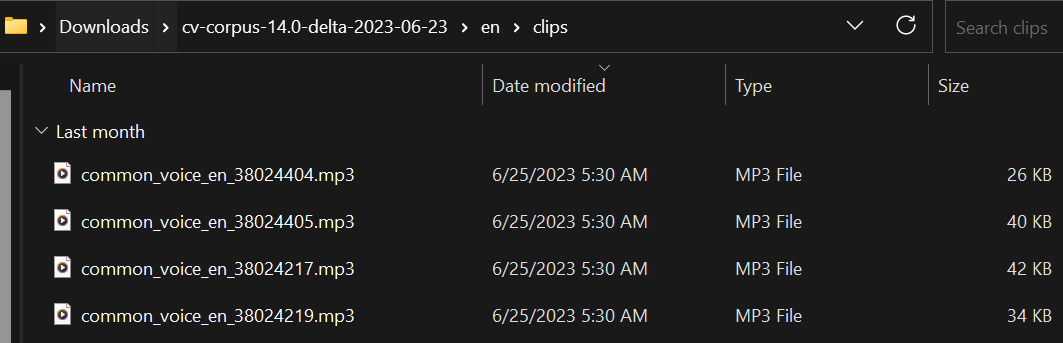 Downloads > cv-corpus-14.0-delta-2023-06-23 > en > clips Search clips
Name Date modified Type Size
Last month
common_voice_en_38024404.mp3 6/25/2023 5:30 AM MP3 File 26 KB
common_voice_en_38024405.mp3 6/25/2023 5:30 AM MP3 File 40 KB
common_voice_en_38024217.mp3 6/25/2023 5:30 AM MP3 File 42 KB
common_voice_en_38024219.mp3 6/25/2023 5:30 AM MP3 File 34 KB